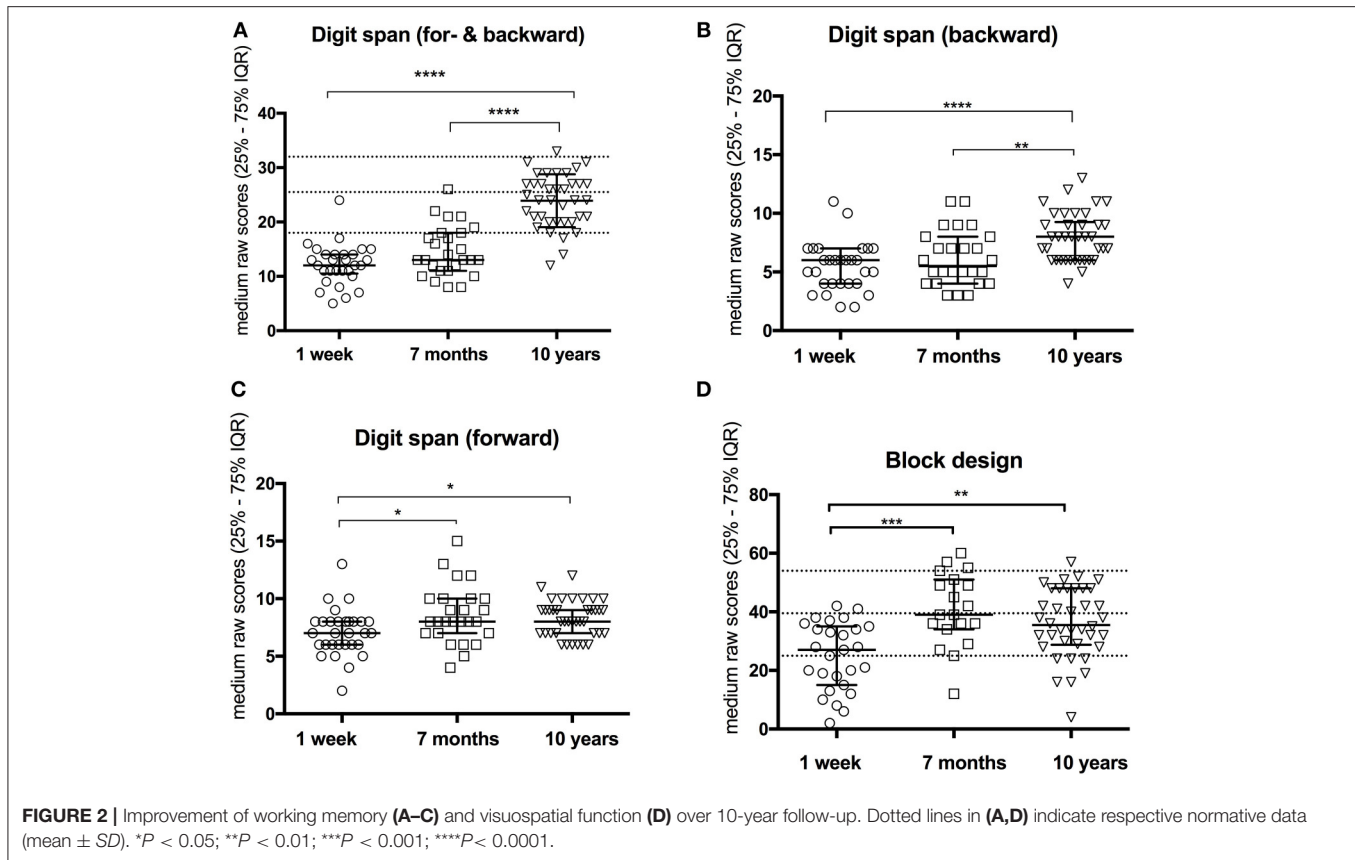 A
Digit span (for- & backward)
medium raw scores (25% - 75% IQR)
****
****
40
30
20
10
0
1 week
7 months
10 years
B
Digit span (backward)
medium raw scores (25% - 75% IQR)
****
**
20
15
10
5
0
1 week
7 months
10 years
C
Digit span (forward)
medium raw scores (25% - 75% IQR)
*
*
20
15
10
5
0
1 week
7 months
10 years
D
Block design
medium raw scores (25% - 75% IQR)
**
***
80
60
40
20
0
1 week
7 months
10 years
FIGURE 2 | Improvement of working memory (A–C) and visuospatial function (D) over 10-year follow-up. Dotted lines in (A,D) indicate respective normative data
(mean ± SD). *P < 0.05; **P < 0.01; ***P < 0.001; ****P< 0.0001.